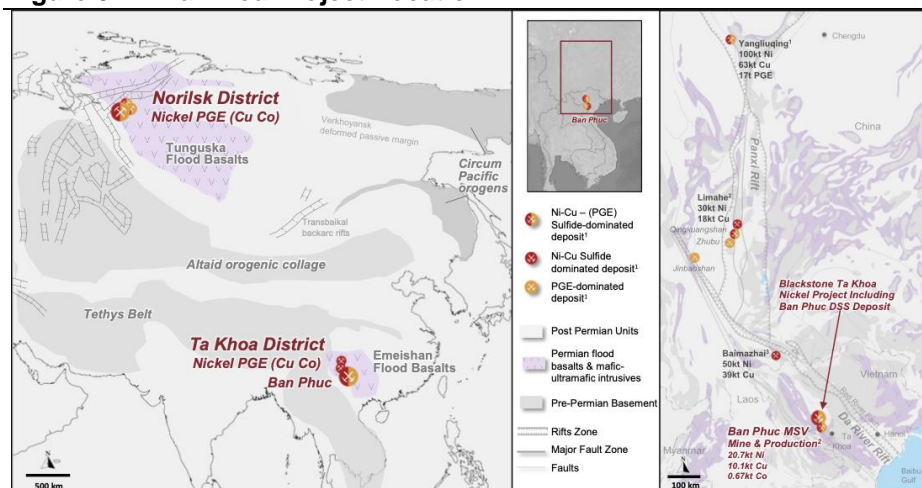 Norilsk District
Nickel PGE (Cu Co)
Tunguska
Flood Basalts
Verkhoyansk
deformed passive margin
Circum
Pacific
orogens
Transbaikal
backarc rifts
Altaid orogenic collage
Tethys Belt
Ta Khoa District
Nickel PGE (Cu Co)
Ban Phuc
Emeishan
Flood Basalts
N
500 km
Ban Phuc
Ni-Cu – (PGE)
Sulfide-dominated
deposit¹
Ni-Cu Sulfide
dominated deposit¹
PGE-dominated
deposit¹
Post Permian Units
Permian flood
basalts & mafic-
ultramafic intrusives
Pre-Permian Basement
Rifts Zone
Major Fault Zone
Faults
Yangliuqing¹
100kt Ni
63kt Cu
17t PGE
Chengdu
China
Panxi Rift
Limahe²
30kt Ni
18kt Cu
Qingkuangshan
Zhubu
Jinbaoshan
Blackstone Ta Khoa
Nickel Project Including
Ban Phuc DSS Deposit
Baimazhai³
50kt Ni
39kt Cu
Vietnam
Laos
Da River Rift
Ban Phuc MSV
Mine & Production²
20.7kt Ni
10.1kt Cu
0.67kt Co
Ta
Khoa
Hanoi
Myanmar
Baibu
Gulf
N
100 km